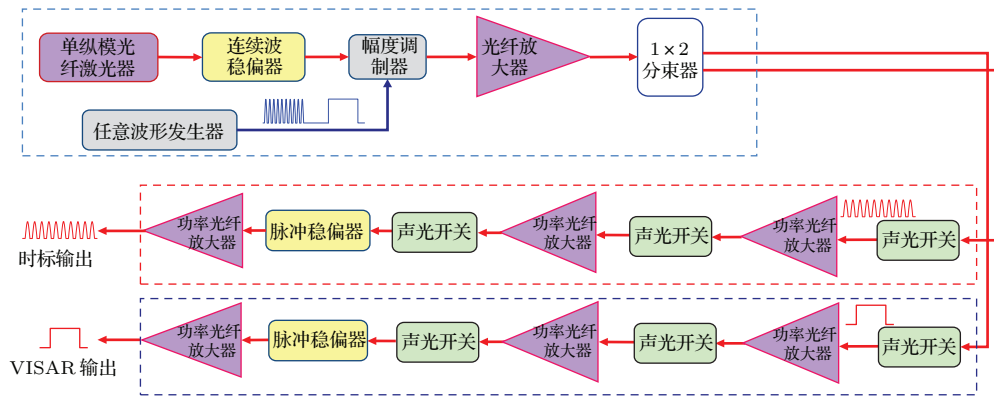 单纵模光
纤激光器
连续波
稳偏器
幅度调
制器
光纤放
大器
1×2
分束器
任意波形发生器
时标输出
功率光纤
放大器
脉冲稳偏器
声光开关
功率光纤
放大器
声光开关
功率光纤
放大器
声光开关
VISAR 输出
功率光纤
放大器
脉冲稳偏器
声光开关
功率光纤
放大器
声光开关
功率光纤
放大器
声光开关